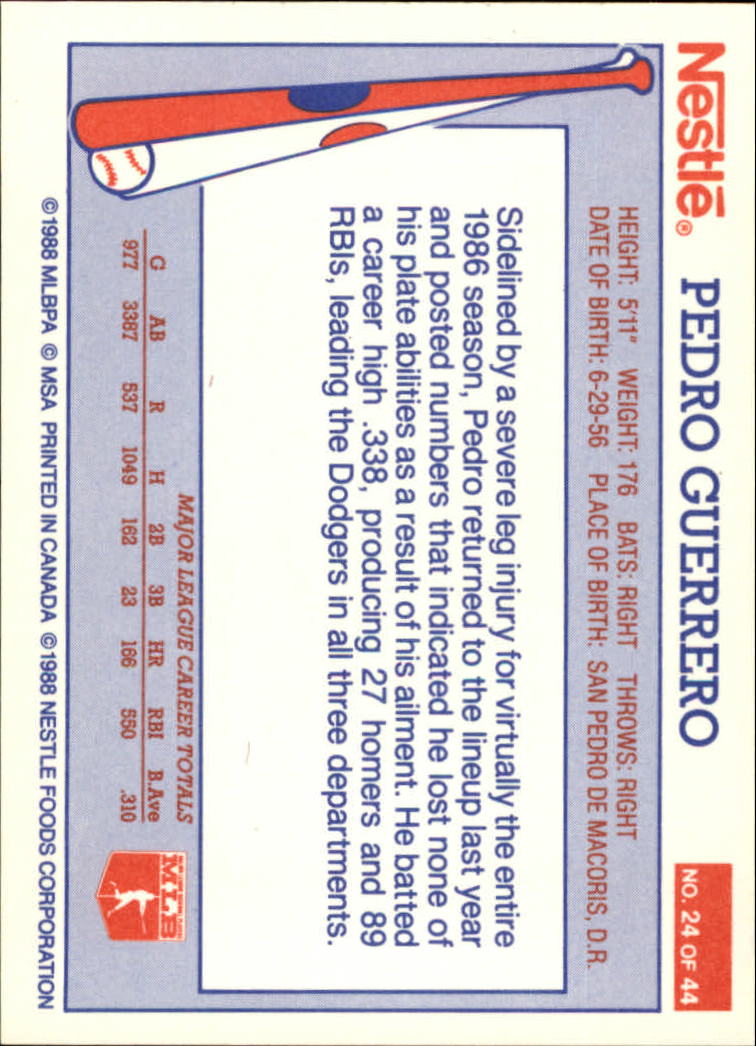 Nestlé® PEDRO GUERRERO NO. 24 OF 44
HEIGHT: 5'11" WEIGHT: 176 BATS: RIGHT THROWS: RIGHT
DATE OF BIRTH: 6-29-56 PLACE OF BIRTH: SAN PEDRO DE MACORIS, D.R.
Sidelined by a severe leg injury for virtually the entire
1986 season, Pedro returned to the lineup last year
and posted numbers that indicated he lost none of
his plate abilities as a result of his ailment. He batted
a career high .338, producing 27 homers and 89
RBIs, leading the Dodgers in all three departments.
MAJOR LEAGUE CAREER TOTALS
G AB R H 2B 3B HR RBI B.Ave
977 3387 537 1049 162 23 166 550 .310
MLB
©1988 MLBPA © MSA PRINTED IN CANADA ©1988 NESTLE FOODS CORPORATION